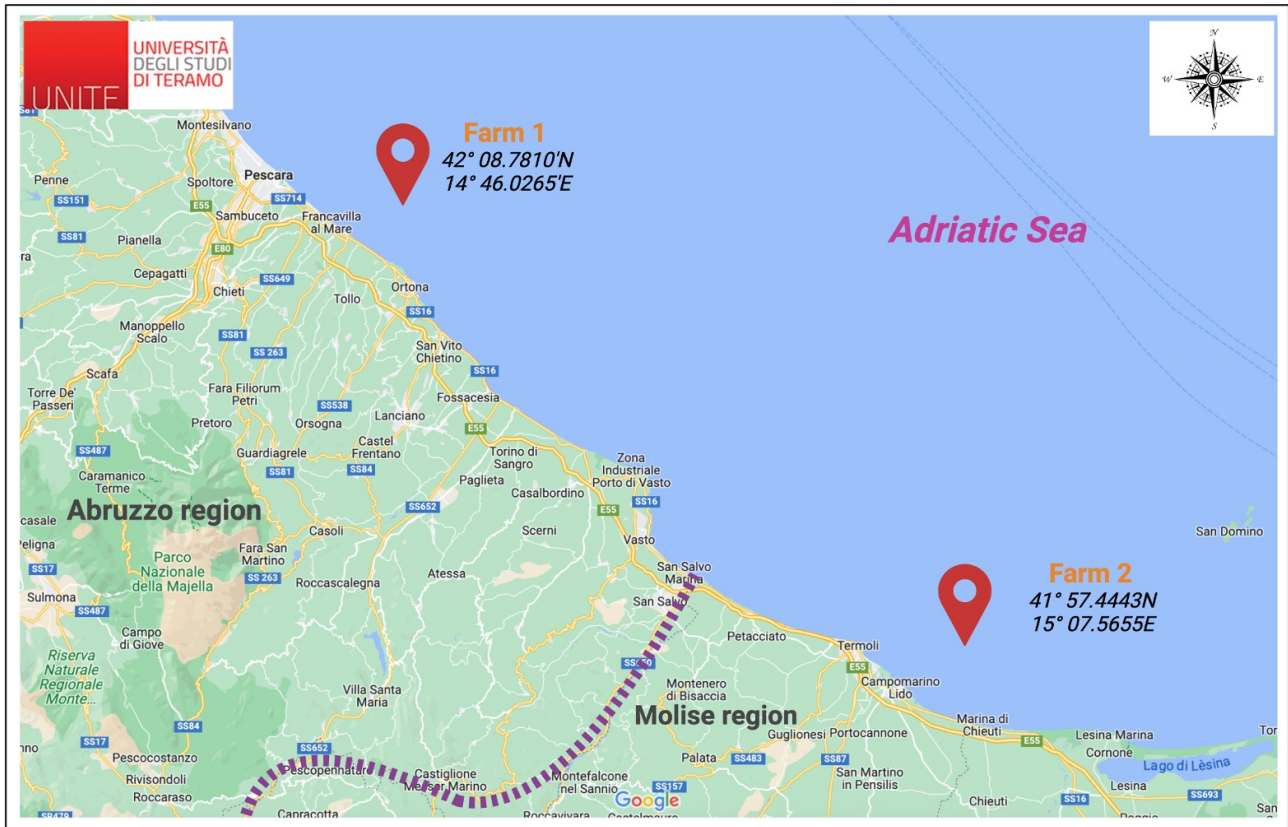 UNITE
UNIVERSITÀ
DEGLI STUDI
DI TERAMO
N
W
E
S
SS81
Montesilvano
Farm 1
42° 08.7810'N
14° 46.0265'E
Penne
Spoltore
Pescara
SS151
E55
SS714
Sambuceto
Francavilla
al Mare
Adriatic Sea
SS81
Pianella
E80
Cepagatti
SS649
Chieti
Tollo
Ortona
SS16
Manoppello
Scalo
SS81
SS 263
San Vito
Chietino
Scafa
SS16
Torre De'
Passeri
Fara Filiorum
Petri
SS538
Fossacesia
Pretoro
Orsogna
Lanciano
E55
SS487
Guardiagrele
Castel
Frentano
Torino di
Sangro
Zona
Industriale
Porto di Vasto
Caramanico
Terme
SS81
SS84
Paglieta
Casalbordino
SS16
Abruzzo region
SS652
E55
casale
Peligna
Casoli
Scerni
Vasto
San Domino
SS17
Parco
Nazionale
della Majella
Fara San
Martino
SS 263
Roccascalegna
Atessa
San Salvo
Marina
Farm 2
41° 57.4443N
15° 07.5655E
Sulmona
SS487
San Salvo
Campo
di Giove
Petacciato
Termoli
Riserva
Naturale
Regionale
Monte...
E55
Villa Santa
Maria
Montenero
di Bisaccia
Campomarino
Lido
SS84
Molise region
Marina di
Chieuti
SS17
SS652
Guglionesi
Portocannone
E55
Lesina Marina
Pescocostanzo
Palata
SS483
SS87
Cornone
Lago di Lèsina
Rivisondoli
Castiglione
Messer Marino
Montefalcone
nel Sannio
San Martino
in Pensilis
Lesina
Roccaraso
SS157
Google
Chieuti
SS16
SS693
Capracotta
Roccavivara